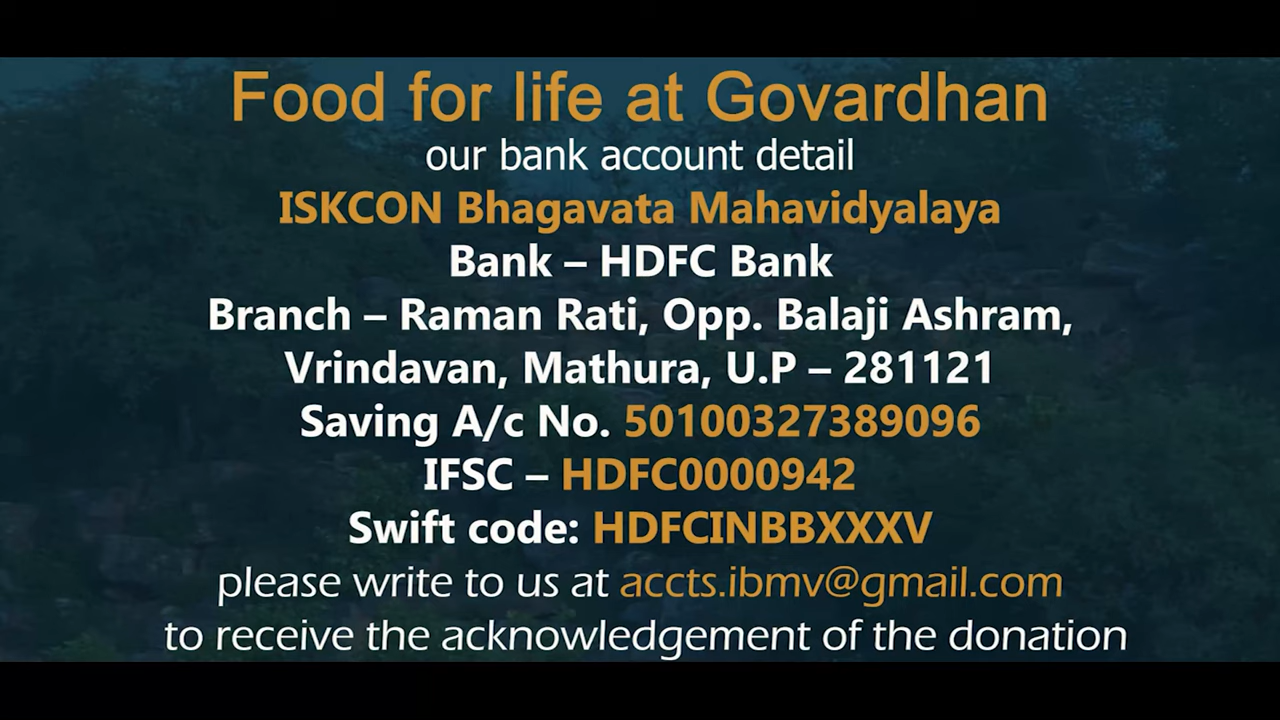 Food for life at Govardhan
our bank account detail
ISKCON Bhagavata Mahavidyalaya
Bank – HDFC Bank
Branch – Raman Rati, Opp. Balaji Ashram,
Vrindavan, Mathura, U.P – 281121
Saving A/c No. 50100327389096
IFSC – HDFC0000942
Swift code: HDFCINBBXXXV
please write to us at accts.ibmv@gmail.com
to receive the acknowledgement of the donation